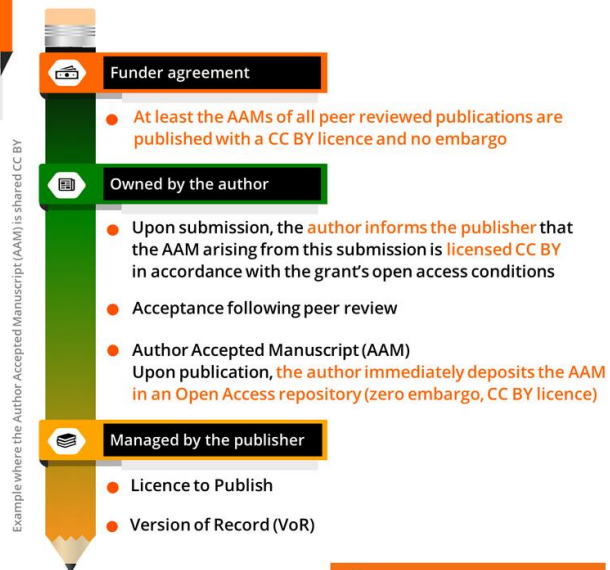 Funder agreement
At least the AAMs of all peer reviewed publications are
published with a CC BY licence and no embargo
Owned by the author
Upon submission, the author informs the publisher that
the AAM arising from this submission is licensed CC BY
in accordance with the grant's open access conditions
Acceptance following peer review
Author Accepted Manuscript (AAM)
Upon publication, the author immediately deposits the AAM
in an Open Access repository (zero embargo, CC BY licence)
Managed by the publisher
Licence to Publish
Version of Record (VoR)
Example where the Author Accepted Manuscript (AAM) is shared CC BY